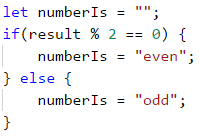 let numberIs = "";
if(result % 2 == 0) {
    numberIs = "even";
} else {
    numberIs = "odd";
}